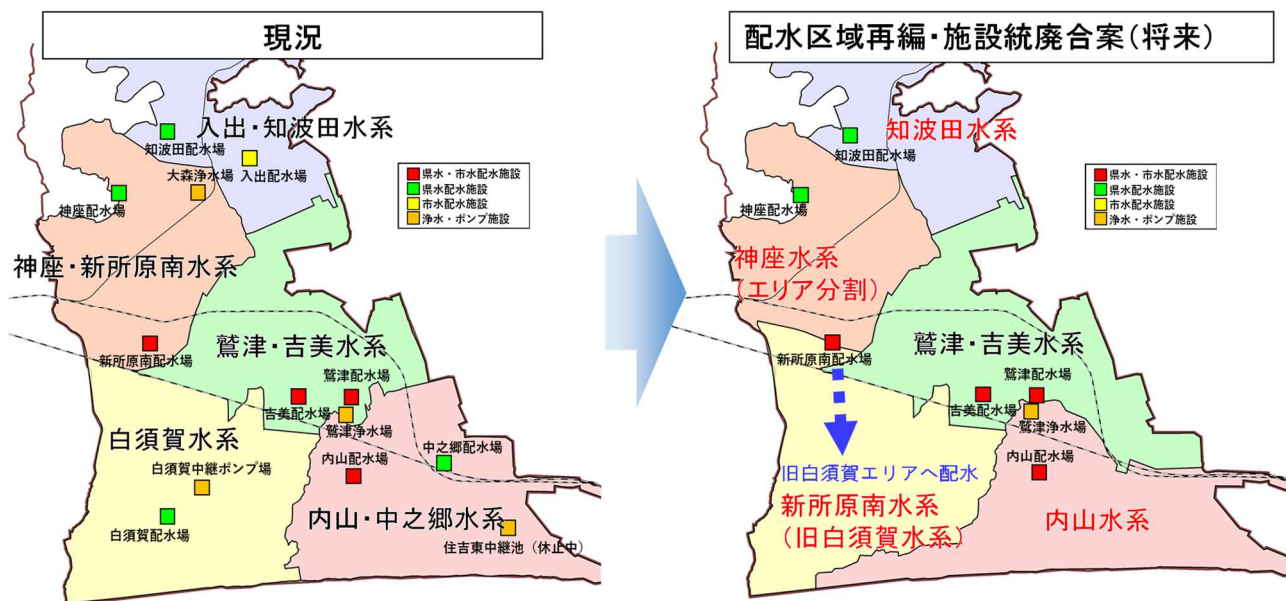 現況
入出・知波田水系
知波田配水場
大森浄水場
入出配水場
神座配水場
県水・市水配水施設
県水配水施設
市水配水施設
浄水・ポンプ施設
神座・新所原南水系
新所原南配水場
鷲津・吉美水系
鷲津配水場
吉美配水場
鷲津浄水場
白須賀水系
白須賀中継ポンプ場
白須賀配水場
内山配水場
中之郷配水場
内山・中之郷水系
住吉東中継池(休止中)
配水区域再編・施設統廃合案(将来)
知波田水系
知波田配水場
神座配水場
県水・市水配水施設
県水配水施設
市水配水施設
浄水・ポンプ施設
神座水系
(エリア分割)
新所原南配水場
鷲津・吉美水系
鷲津配水場
吉美配水場
鷲津浄水場
内山配水場
旧白須賀エリアへ配水
新所原南水系
(旧白須賀水系)
内山水系